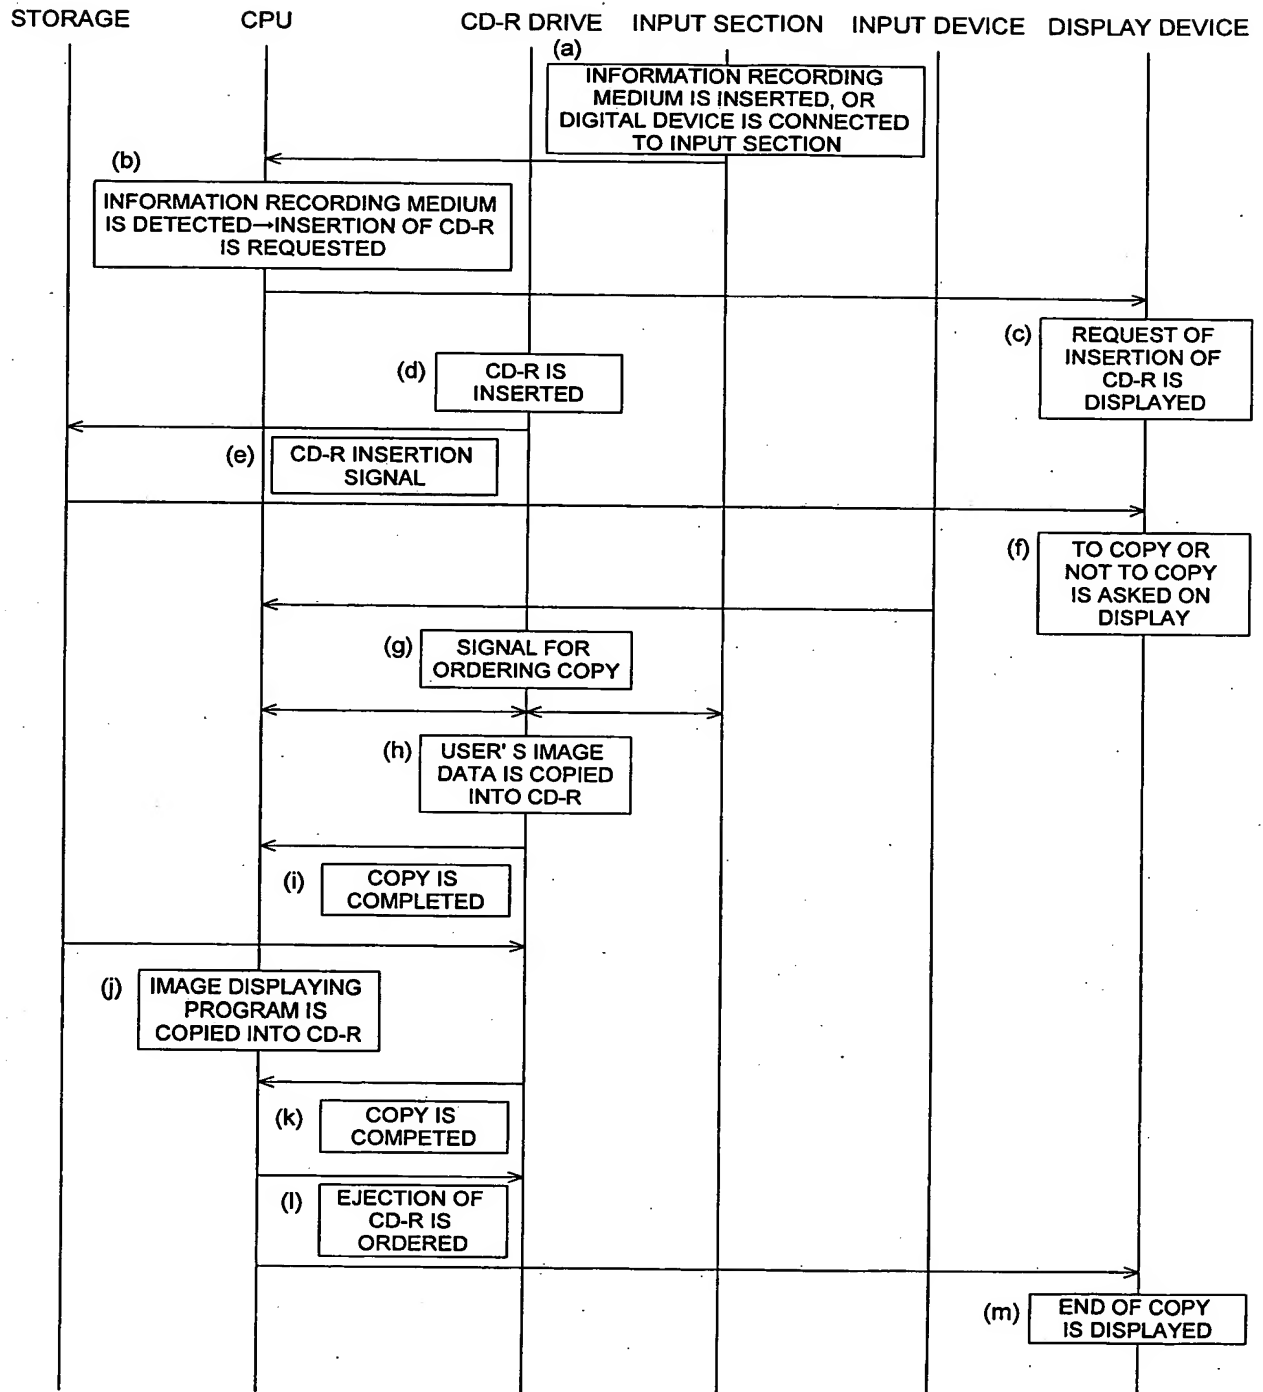 STORAGE CPU CD-R DRIVE INPUT SECTION INPUT DEVICE DISPLAY DEVICE
(a)
INFORMATION RECORDING
MEDIUM IS INSERTED, OR
DIGITAL DEVICE IS CONNECTED
TO INPUT SECTION
(b)
INFORMATION RECORDING MEDIUM
IS DETECTED→INSERTION OF CD-R
IS REQUESTED
(c)
REQUEST OF
INSERTION OF
CD-R IS
DISPLAYED
(d)
CD-R IS
INSERTED
(e)
CD-R INSERTION
SIGNAL
(f)
TO COPY OR
NOT TO COPY
IS ASKED ON
DISPLAY
(g)
SIGNAL FOR
ORDERING COPY
(h)
USER' S IMAGE
DATA IS COPIED
INTO CD-R
(i)
COPY IS
COMPLETED
(j)
IMAGE DISPLAYING
PROGRAM IS
COPIED INTO CD-R
(k)
COPY IS
COMPETED
(l)
EJECTION OF
CD-R IS
ORDERED
(m)
END OF COPY
IS DISPLAYED